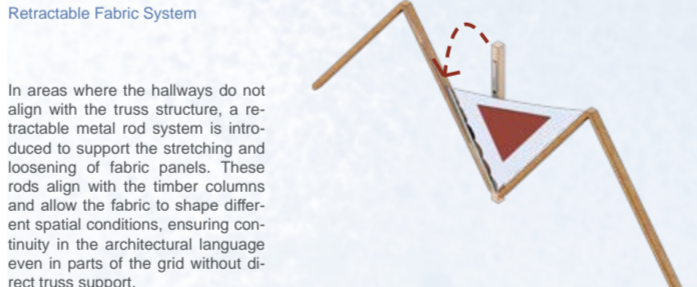 Retractable Fabric System
In areas where the hallways do not
align with the truss structure, a re-
tractable metal rod system is intro-
duced to support the stretching and
loosening of fabric panels. These
rods align with the timber columns
and allow the fabric to shape differ-
ent spatial conditions, ensuring con-
tinuity in the architectural language
even in parts of the grid without di-
rect truss support.